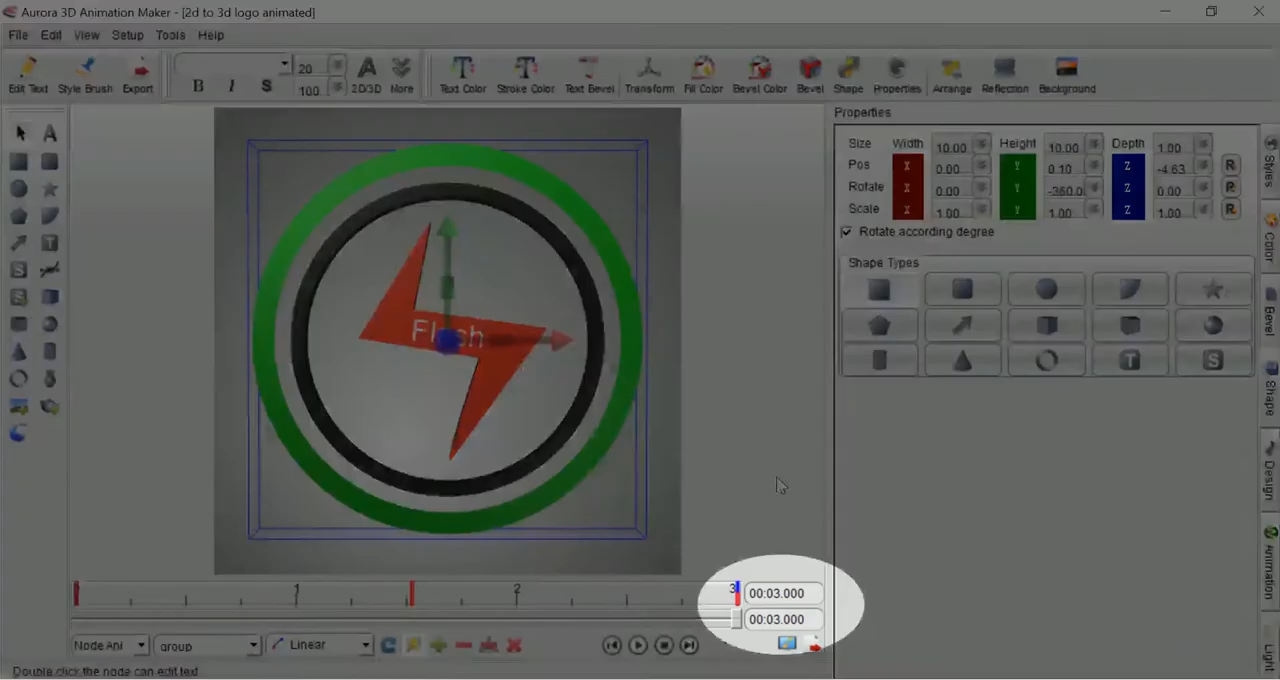 Aurora 3D Animation Maker - [2d to 3d logo animated]
File Edit View Setup Tools Help
20
100
B I S
Edit Text Style Brush Export 2D/3D More Text Color Stroke Color Text Bevel Transform Fill Color Bevel Color Bevel Shape Properties Arrange Reflection Background
Properties
Size Width 10.00 Height 10.00 Depth 1.00
Pos X 0.00 Y 0.10 Z -4.63 R
Rotate X 0.00 Y -360.0 Z 0.00 R
Scale X 1.00 Y 1.00 Z 1.00 R
Rotate according degree
Shape Types
T S
Styles
Color
Bevel
Shape
Design
Animation
Light
A
T
S
1 2 3
00:03.000
00:03.000
Node Ani group Linear
Double click the node can edit text